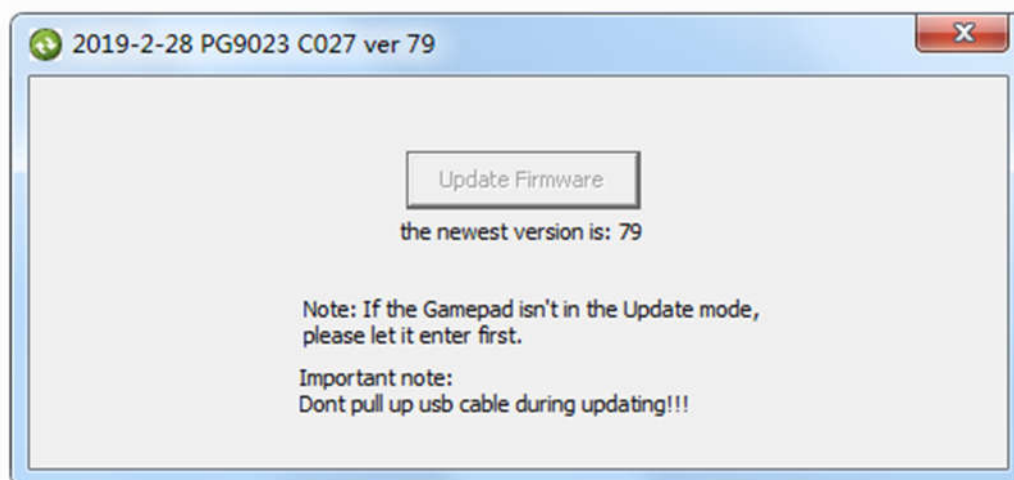 2019-2-28 PG9023 C027 ver 79
Update Firmware
the newest version is: 79
Note: If the Gamepad isn't in the Update mode,
please let it enter first.
Important note:
Dont pull up usb cable during updating!!!